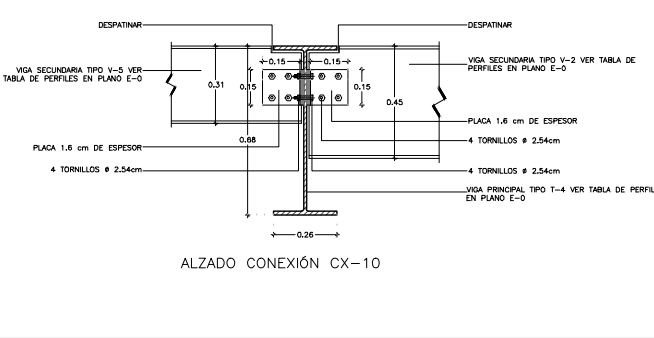 DESPATINAR
DESPATINAR
VIGA SECUNDARIA TIPO V-5 VER
TABLA DE PERFILES EN PLANO E-0
VIGA SECUNDARIA TIPO V-2 VER TABLA DE
PERFILES EN PLANO E-0
0.15
0.15
0.31
0.15
0.15
0.45
0.68
PLACA 1.6 cm DE ESPESOR
PLACA 1.6 cm DE ESPESOR
4 TORNILLOS ø 2.54cm
4 TORNILLOS ø 2.54cm
4 TORNILLOS ø 2.54cm
VIGA PRINCIPAL TIPO T-4 VER TABLA DE PERFIL
EN PLANO E-0
0.26
ALZADO CONEXIÓN CX-10